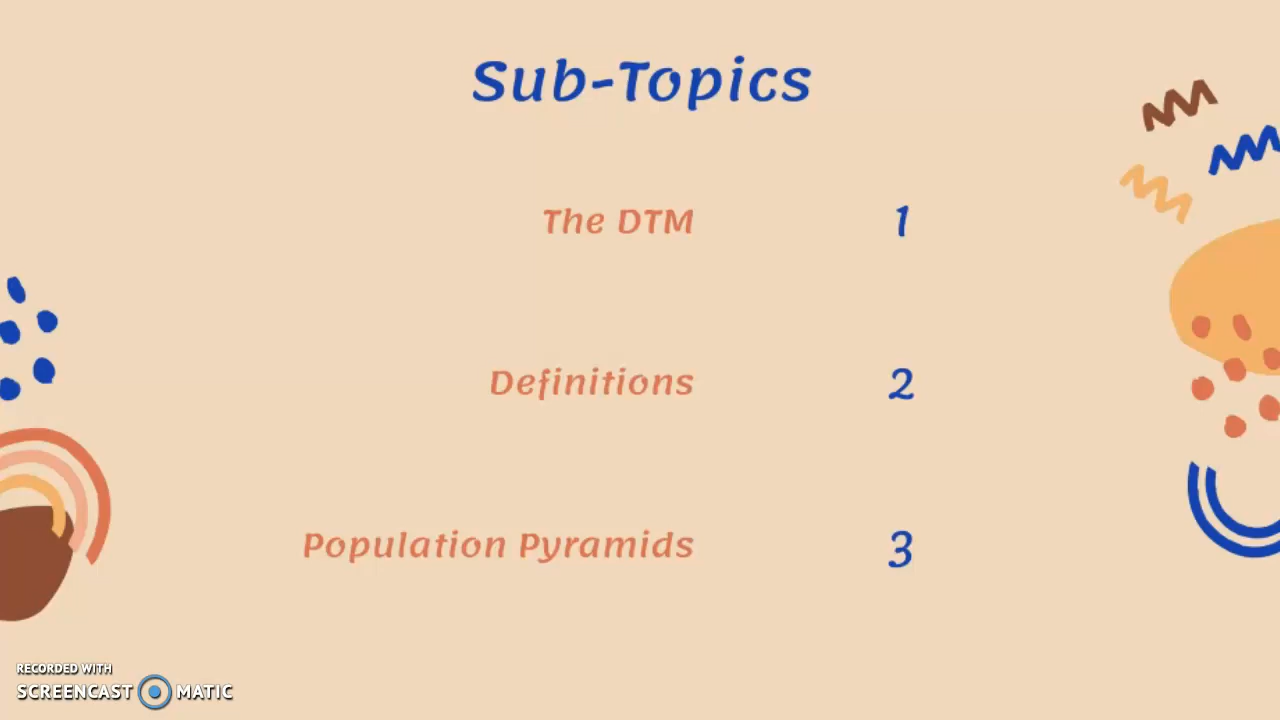 Sub-Topics
The DTM 1
Definitions 2
Population Pyramids 3
RECORDED WITH
SCREENCAST MATIC